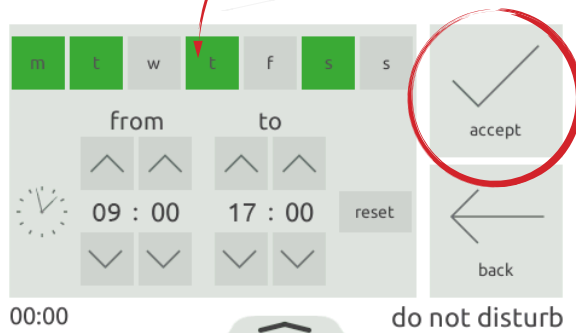 m t w t f s s
from to
09 : 00 17 : 00 reset
accept
back
00:00 do not disturb